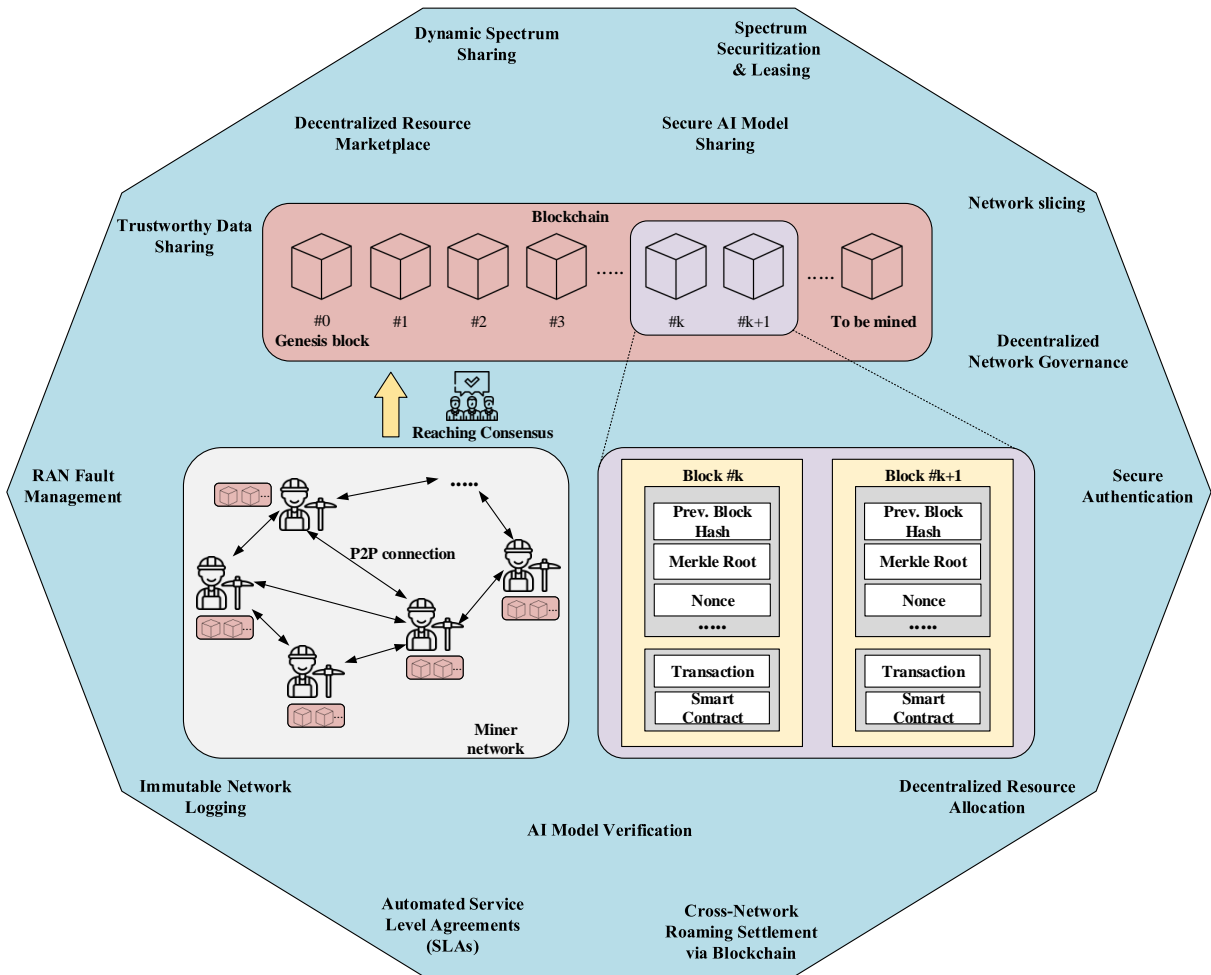 Dynamic Spectrum
Sharing
Spectrum
Securitization
& Leasing
Decentralized Resource
Marketplace
Secure AI Model
Sharing
Network slicing
Trustworthy Data
Sharing
Blockchain
.....
.....
#0
#1
#2
#3
#k
#k+1
To be mined
Genesis block
Decentralized
Network Governance
Reaching Consensus
RAN Fault
Management
Secure
Authentication
.....
P2P connection
Miner
network
Block #k
Prev. Block
Hash
Merkle Root
Nonce
.....
Transaction
Smart
Contract
Block #k+1
Prev. Block
Hash
Merkle Root
Nonce
.....
Transaction
Smart
Contract
Immutable Network
Logging
Decentralized Resource
Allocation
AI Model Verification
Automated Service
Level Agreements
(SLAs)
Cross-Network
Roaming Settlement
via Blockchain